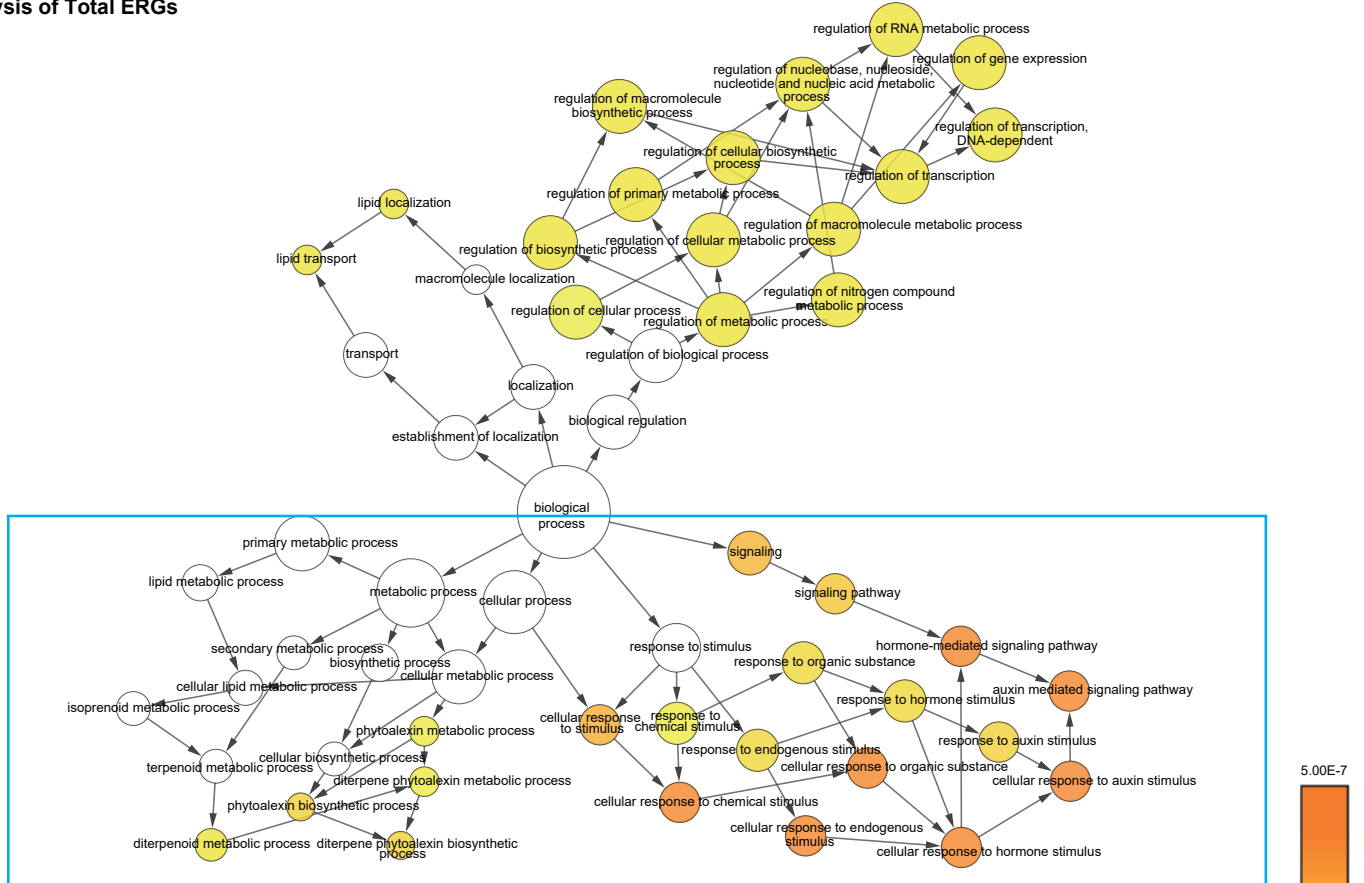 ysis of Total ERGs
regulation of RNA metabolic process
regulation of gene expression
regulation of nucleobase, nucleoside,
nucleotide and nucleic acid metabolic
process
regulation of macromolecule
biosynthetic process
regulation of transcription,
DNA-dependent
regulation of cellular biosynthetic
process
regulation of transcription
regulation of primary metabolic process
lipid localization
regulation of macromolecule metabolic process
regulation of cellular metabolic process
regulation of biosynthetic process
lipid transport
macromolecule localization
regulation of nitrogen compound
metabolic process
regulation of cellular process
regulation of metabolic process
transport
regulation of biological process
localization
biological regulation
establishment of localization
biological
process
primary metabolic process
signaling
lipid metabolic process
metabolic process
cellular process
signaling pathway
secondary metabolic process
response to stimulus
hormone-mediated signaling pathway
biosynthetic process
response to organic substance
cellular metabolic process
cellular lipid metabolic process
auxin mediated signaling pathway
isoprenoid metabolic process
response to hormone stimulus
cellular response
to stimulus
response to
chemical stimulus
phytoalexin metabolic process
response to auxin stimulus
response to endogenous stimulus
cellular biosynthetic process
terpenoid metabolic process
cellular response to organic substance
diterpene phytoalexin metabolic process
cellular response to auxin stimulus
5.00E-7
phytoalexin biosynthetic process
cellular response to chemical stimulus
cellular response to endogenous
stimulus
diterpenoid metabolic process
diterpene phytoalexin biosynthetic
process
cellular response to hormone stimulus